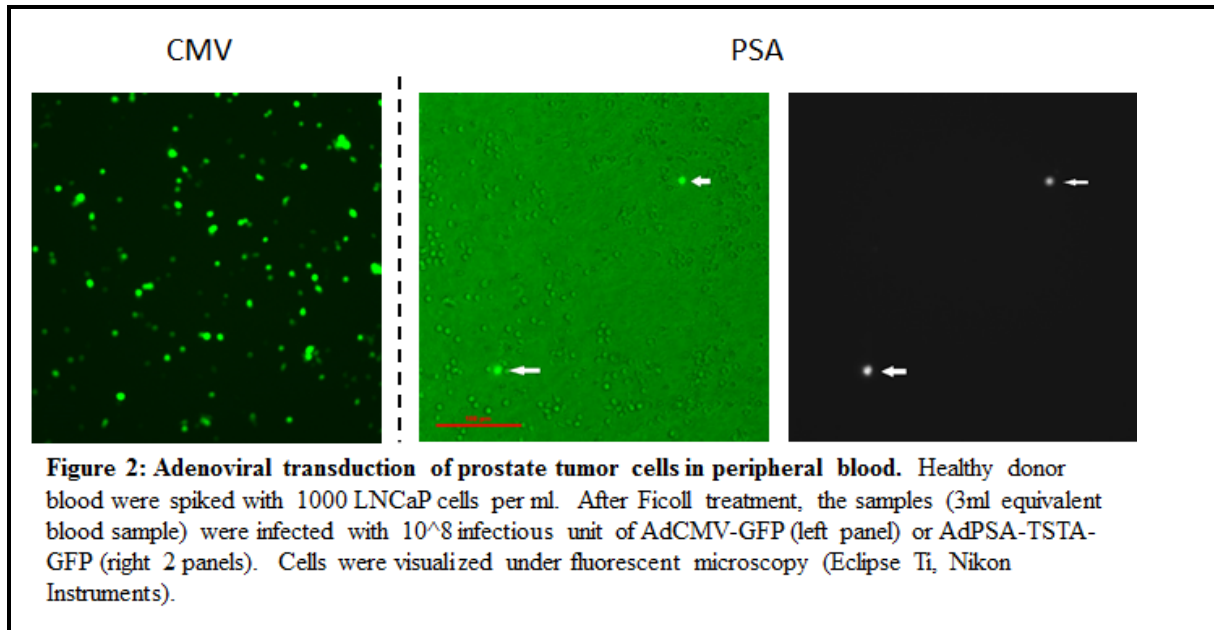 CMV
PSA
Figure 2: Adenoviral transduction of prostate tumor cells in peripheral blood. Healthy donor
blood were spiked with 1000 LNCaP cells per ml. After Ficoll treatment, the samples (3ml equivalent
blood sample) were infected with 10^8 infectious unit of AdCMV-GFP (left panel) or AdPSA-TSTA-
GFP (right 2 panels). Cells were visualized under fluorescent microscopy (Eclipse Ti, Nikon
Instruments).